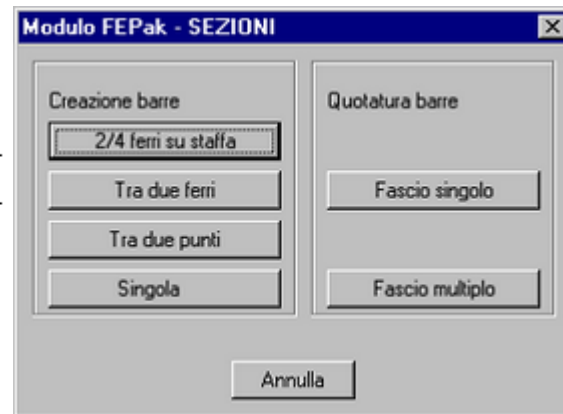 Modulo FEPak - SEZIONI
Creazione barre
2/4 ferri su staffa
Tra due ferri
Tra due punti
Singola
Quotatura barre
Fascio singolo
Fascio multiplo
Annulla